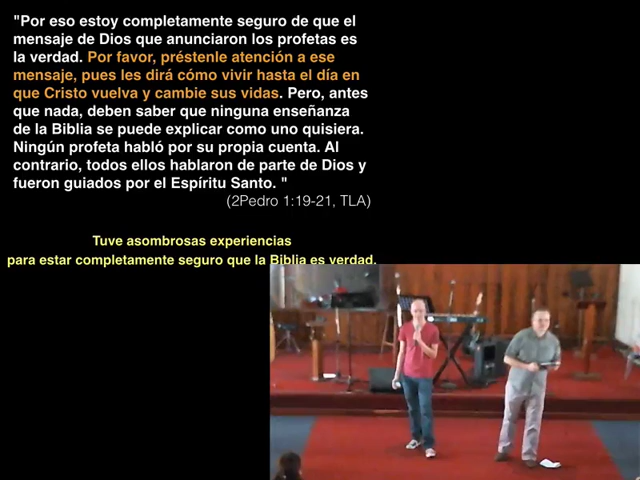 "Por eso estoy completamente seguro de que el
mensaje de Dios que anunciaron los profetas es
la verdad. Por favor, préstenle atención a ese
mensaje, pues les dirá cómo vivir hasta el día en
que Cristo vuelva y cambie sus vidas. Pero, antes
que nada, deben saber que ninguna enseñanza
de la Biblia se puede explicar como uno quisiera.
Ningún profeta habló por su propia cuenta. Al
contrario, todos ellos hablaron de parte de Dios y
fueron guiados por el Espíritu Santo. "
(2Pedro 1:19-21, TLA)
Tuve asombrosas experiencias
para estar completamente seguro que la Biblia es verdad.